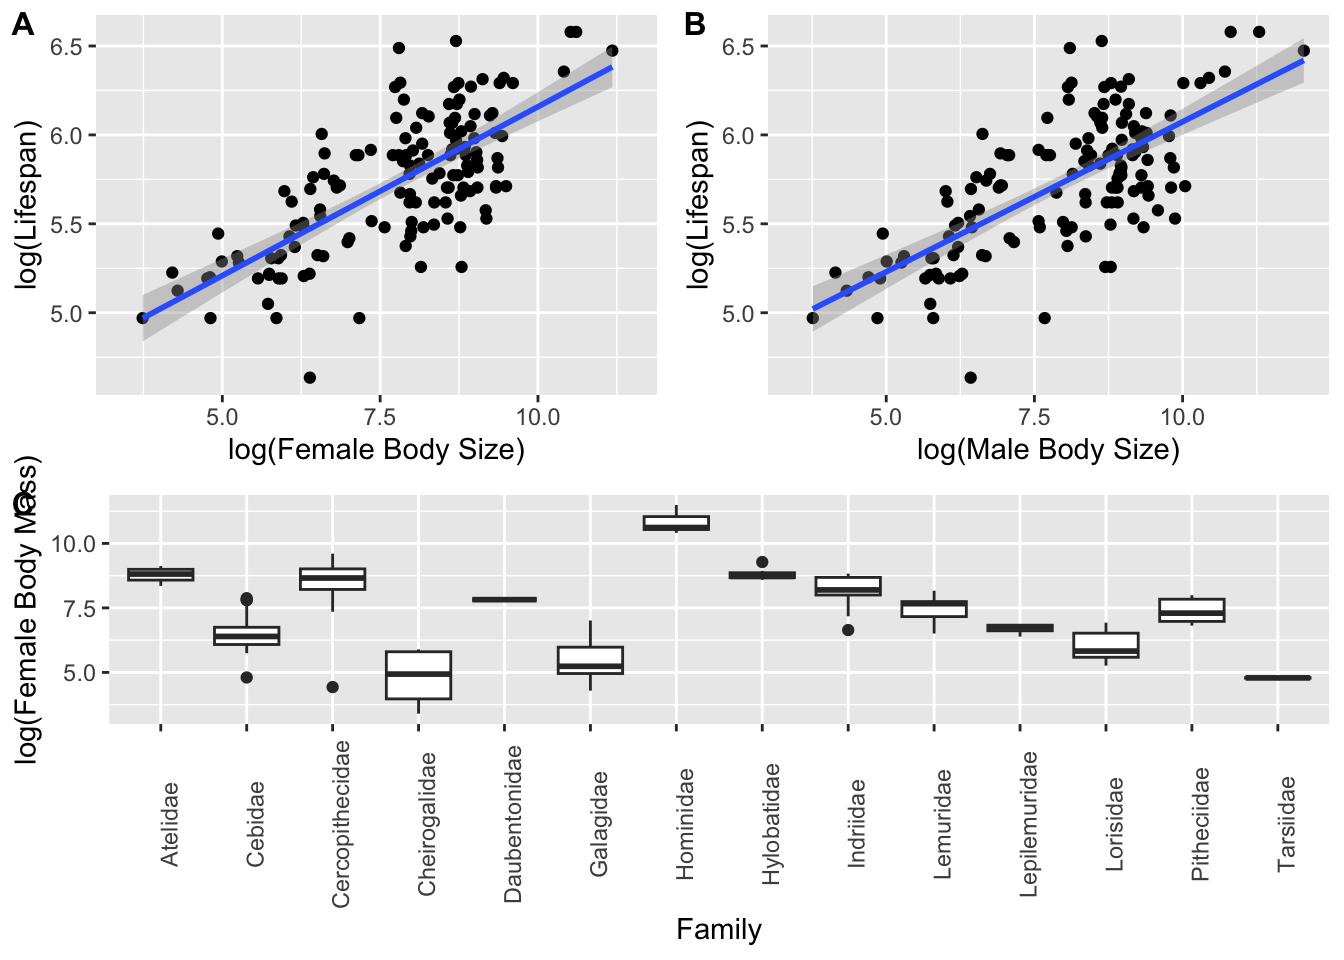 A
log(Lifespan)
6.5
6.0
5.5
5.0
5.0 7.5 10.0
log(Female Body Size)
B
log(Lifespan)
6.5
6.0
5.5
5.0
5.0 7.5 10.0
log(Male Body Size)
C
log(Female Body Mass)
10.0
7.5
5.0
Atelidae
Cebidae
Cercopithecidae
Cheirogalidae
Daubentonidae
Galagidae
Hominidae
Hylobatidae
Indriidae
Lemuridae
Lepilemuridae
Lorisidae
Pitheciidae
Tarsiidae
Family